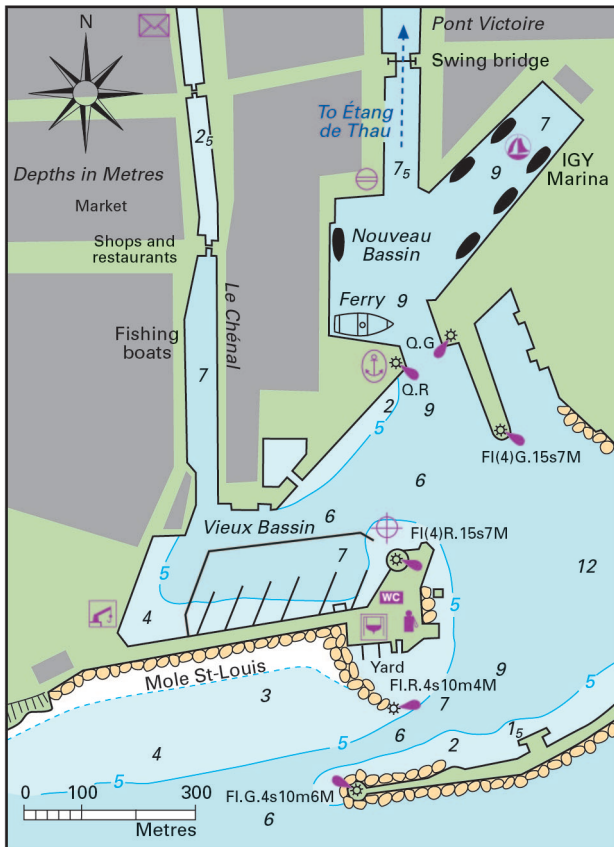 N
Pont Victoire
Swing bridge
To Étang
de Thau
2₅
7₅
7
9
IGY
Marina
Depths in Metres
Market
Shops and
restaurants
Nouveau
Bassin
Le Chénal
Ferry
9
Fishing
boats
Q.G
7
Q.R
2
9
5
Fl(4)G.15s7M
6
6
Vieux Bassin
Fl(4)R.15s7M
7
12
5
WC
5
4
Yard
Mole St-Louis
Fl.R.4s10m4M
9
3
7
5
5
6
2
1₅
4
5
Fl.G.4s10m6M
6
0 100 300
Metres